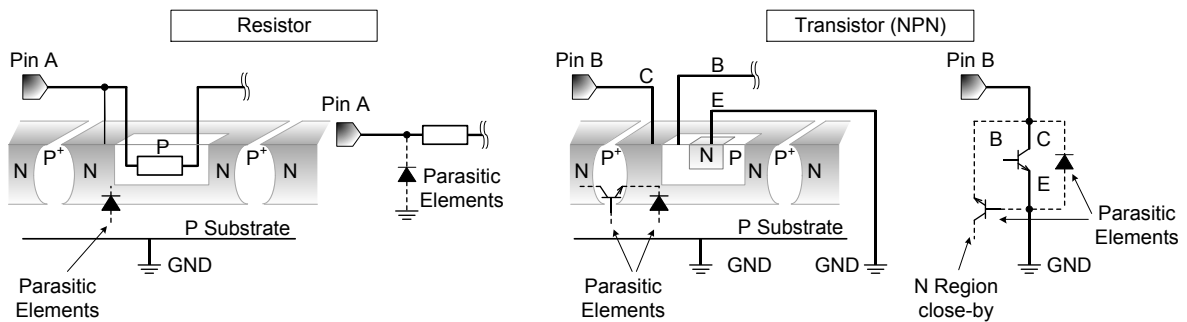 Resistor
Pin A
P
N
P+
N
N
P+
N
P Substrate
GND
Parasitic
Elements
Pin A
Parasitic
Elements
Transistor (NPN)
Pin B
C
B
E
N
P+
N
N
P
N
P+
N
P Substrate
GND
GND
Parasitic
Elements
Pin B
B
C
E
Parasitic
Elements
GND
N Region
close-by